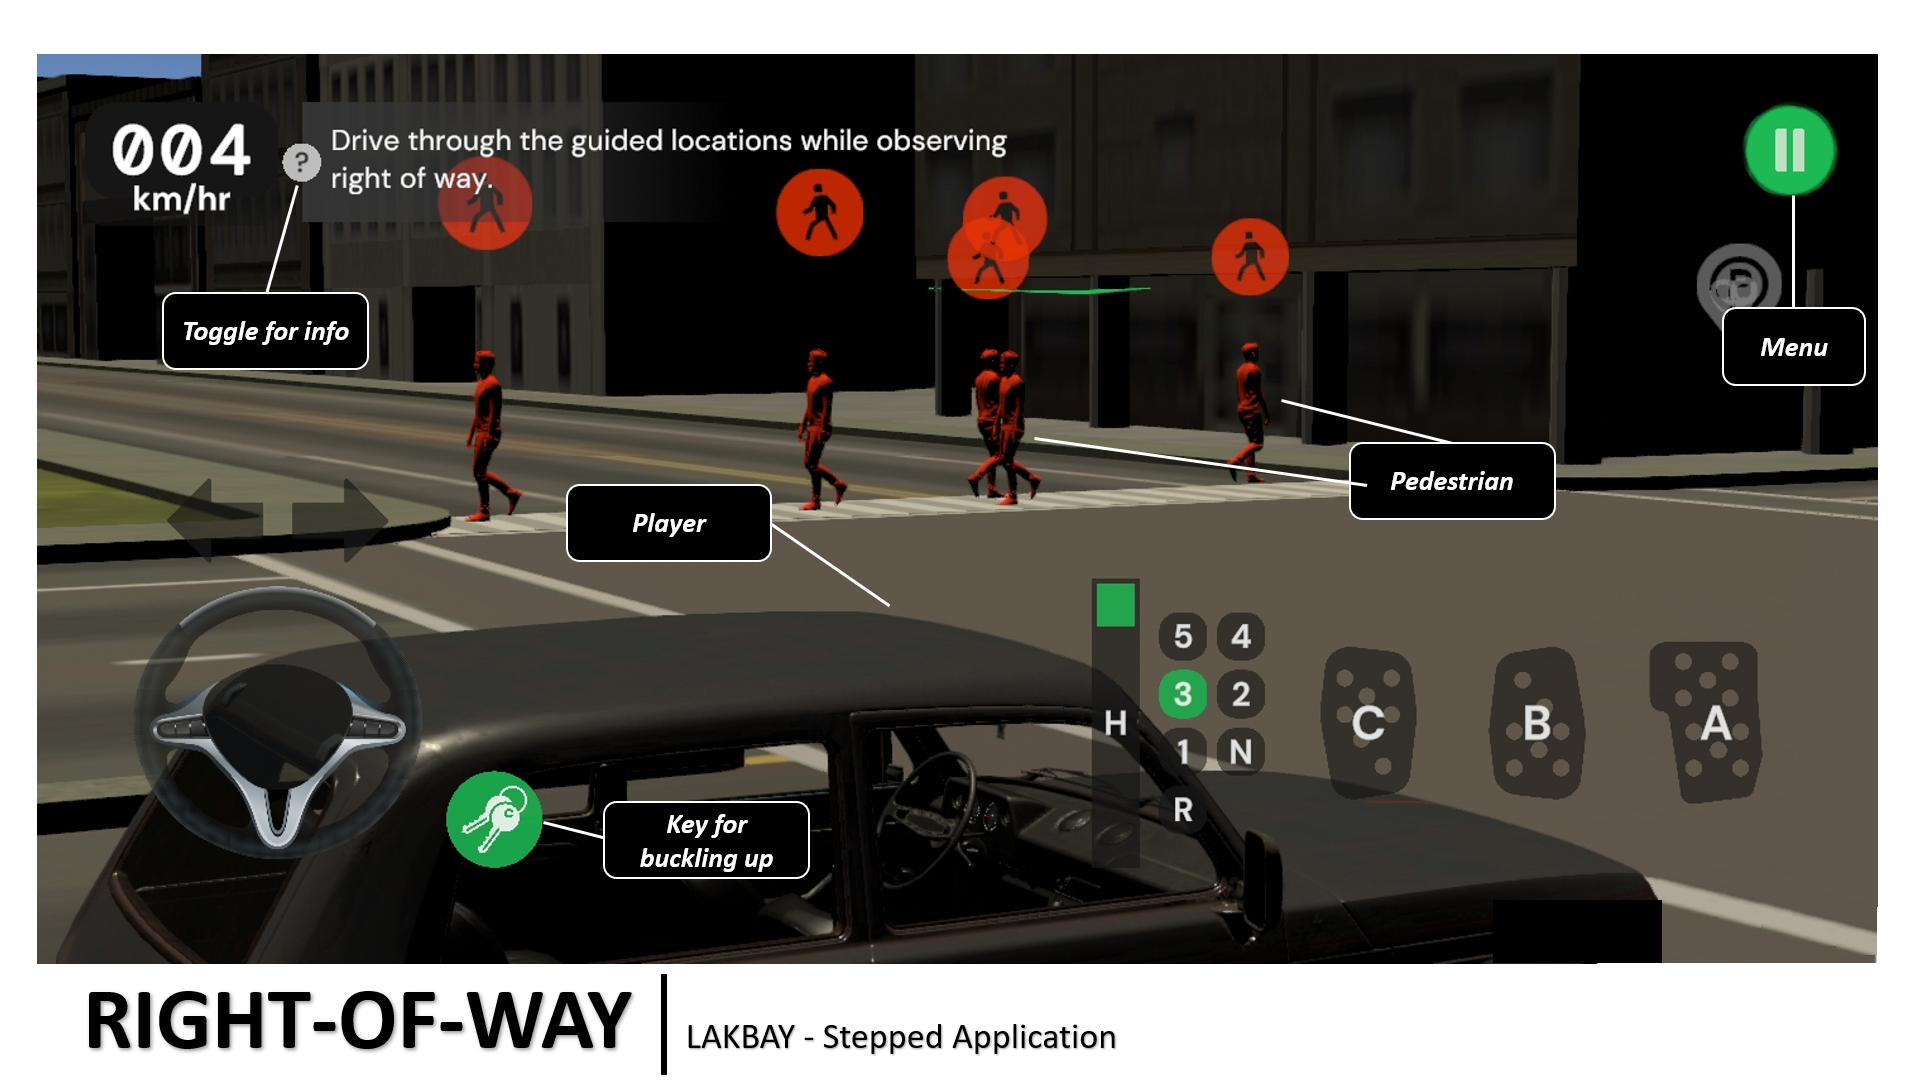 004
km/hr
?
Drive through the guided locations while observing
right of way.
Toggle for info
Menu
Pedestrian
Player
H
5 4
3 2
1 N
R
C
B
A
Key for
buckling up
RIGHT-OF-WAY
LAKBAY - Stepped Application